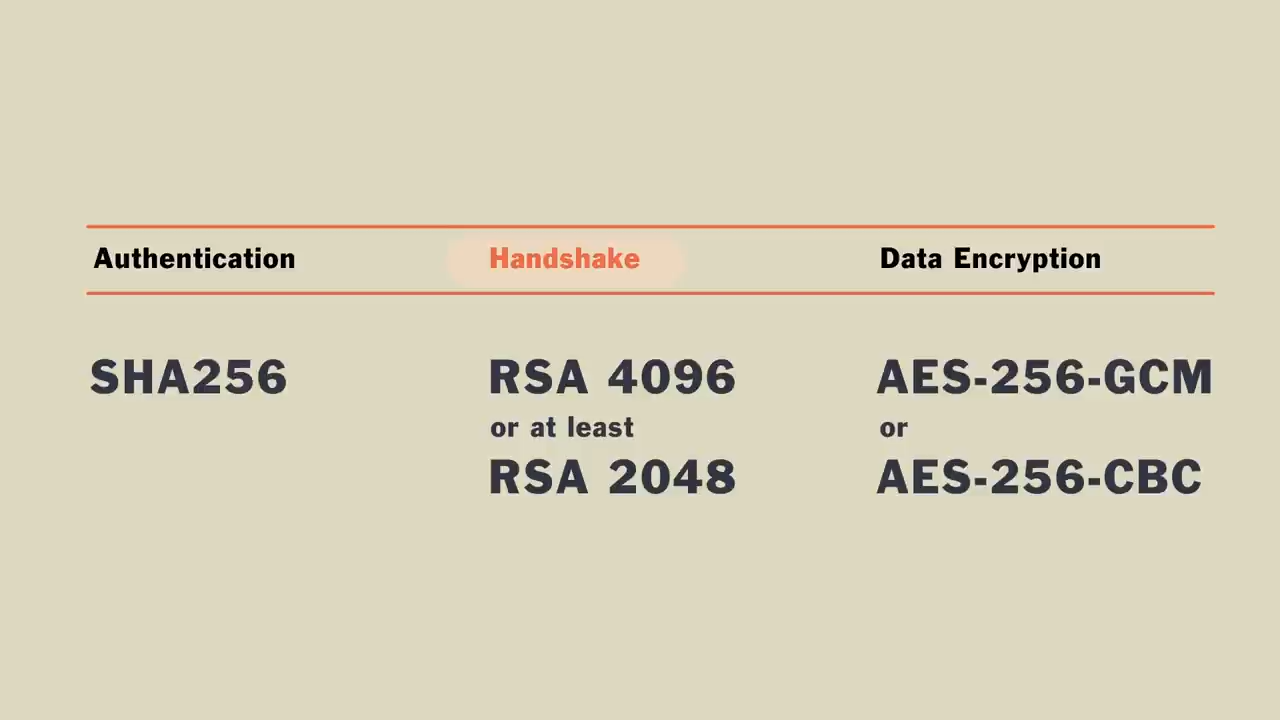 Authentication Handshake Data Encryption
SHA256 RSA 4096 AES-256-GCM
or at least or
RSA 2048 AES-256-CBC